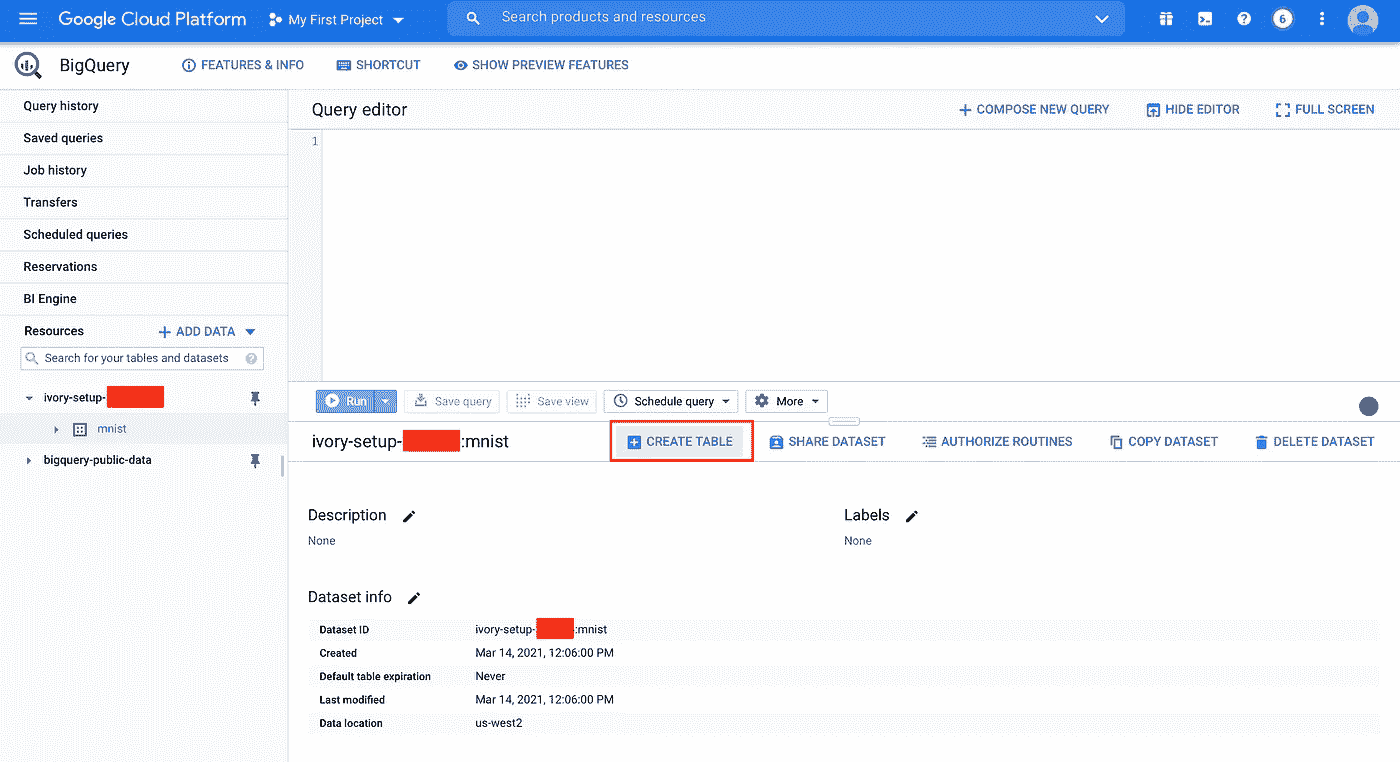 Google Cloud Platform My First Project Search products and resources 6
BigQuery FEATURES & INFO SHORTCUT SHOW PREVIEW FEATURES
Query history
Saved queries
Job history
Transfers
Scheduled queries
Reservations
BI Engine
Resources ADD DATA
Search for your tables and datasets
ivory-setup-
mnist
bigquery-public-data
Query editor COMPOSE NEW QUERY HIDE EDITOR FULL SCREEN
1
Run Save query Save view Schedule query More
ivory-setup- :mnist CREATE TABLE SHARE DATASET AUTHORIZE ROUTINES COPY DATASET DELETE DATASET
Description Labels
None None
Dataset info
Dataset ID ivory-setup- :mnist
Created Mar 14, 2021, 12:06:00 PM
Default table expiration Never
Last modified Mar 14, 2021, 12:06:00 PM
Data location us-west2